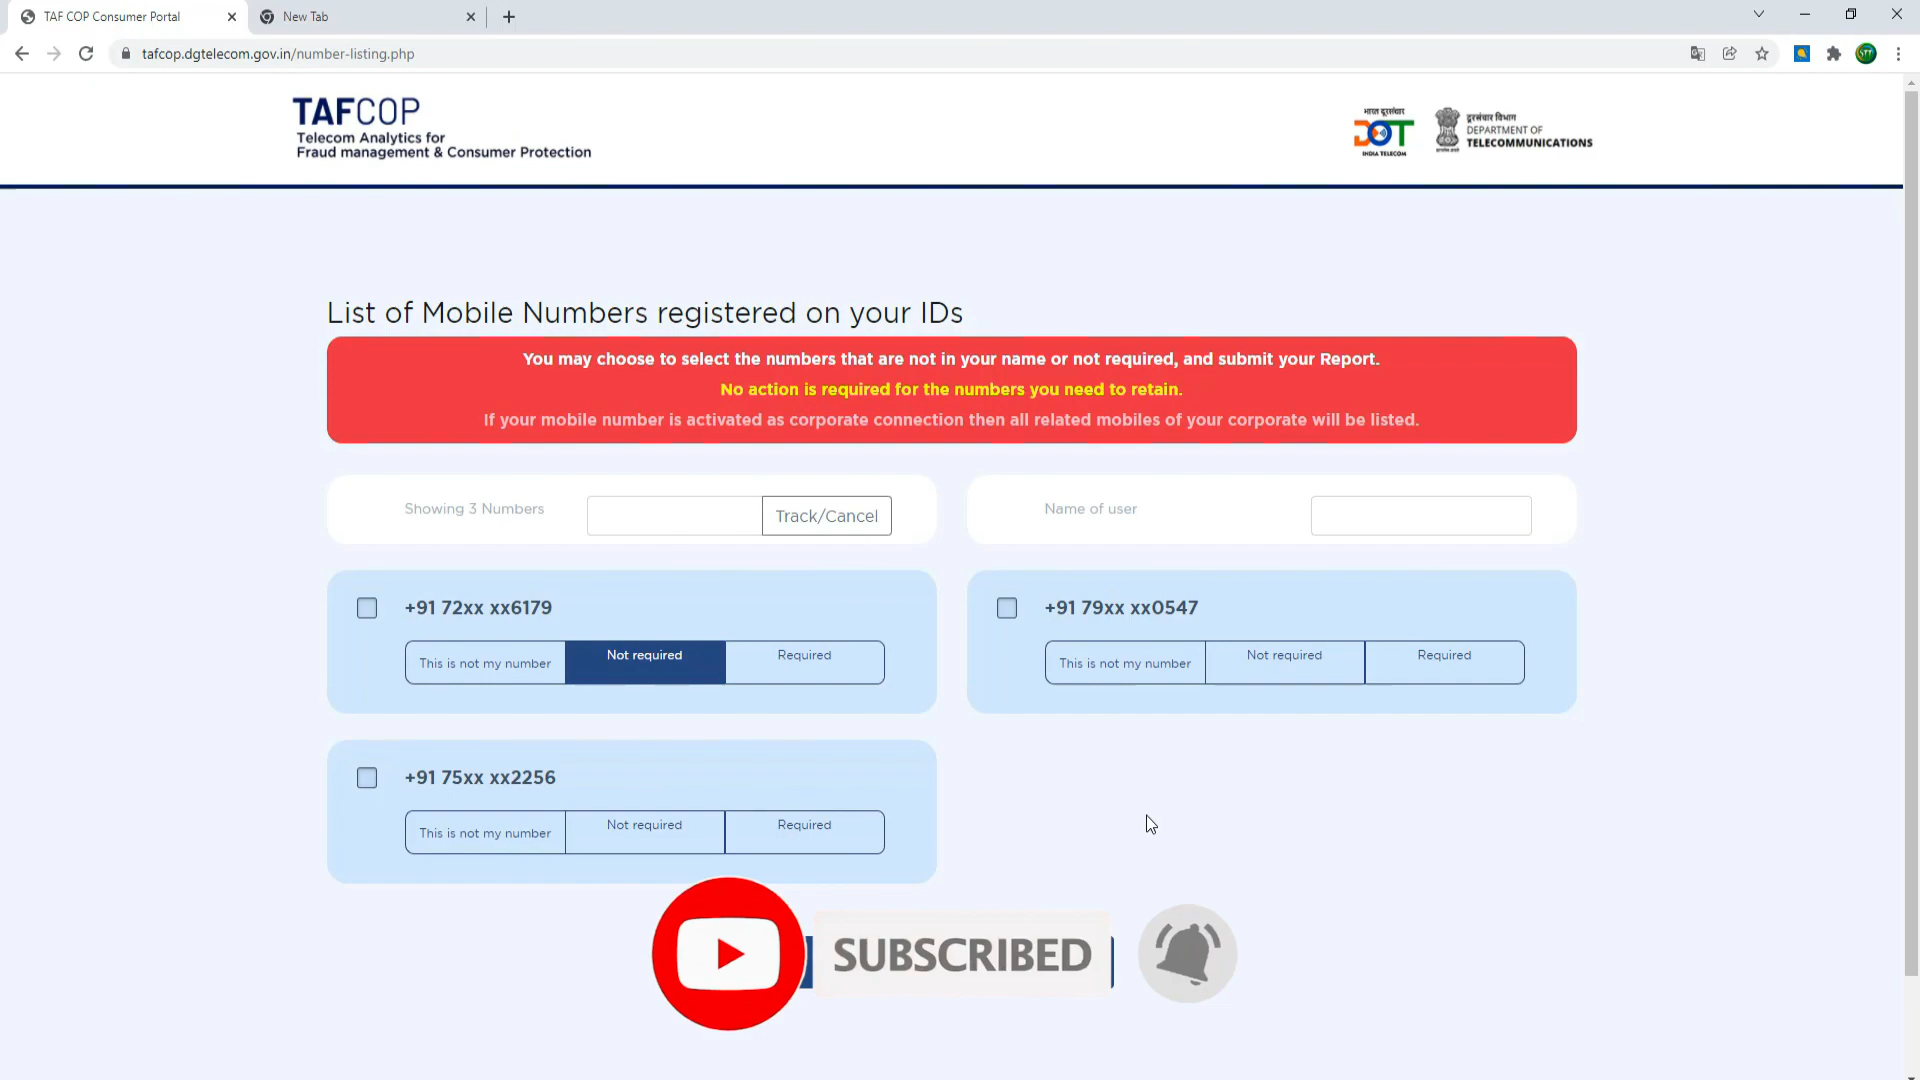 TAF COP Consumer Portal
New Tab
tafcop.dgtelecom.gov.in/number-listing.php
TAFCOP
Telecom Analytics for
Fraud management & Consumer Protection
भारत दूरसंचार
DOT
INDIA TELECOM
दूरसंचार विभाग
DEPARTMENT OF
TELECOMMUNICATIONS
List of Mobile Numbers registered on your IDs
You may choose to select the numbers that are not in your name or not required, and submit your Report.
No action is required for the numbers you need to retain.
If your mobile number is activated as corporate connection then all related mobiles of your corporate will be listed.
Showing 3 Numbers
Track/Cancel
Name of user
+91 72xx xx6179
This is not my number
Not required
Required
+91 79xx xx0547
This is not my number
Not required
Required
+91 75xx xx2256
This is not my number
Not required
Required
SUBSCRIBED